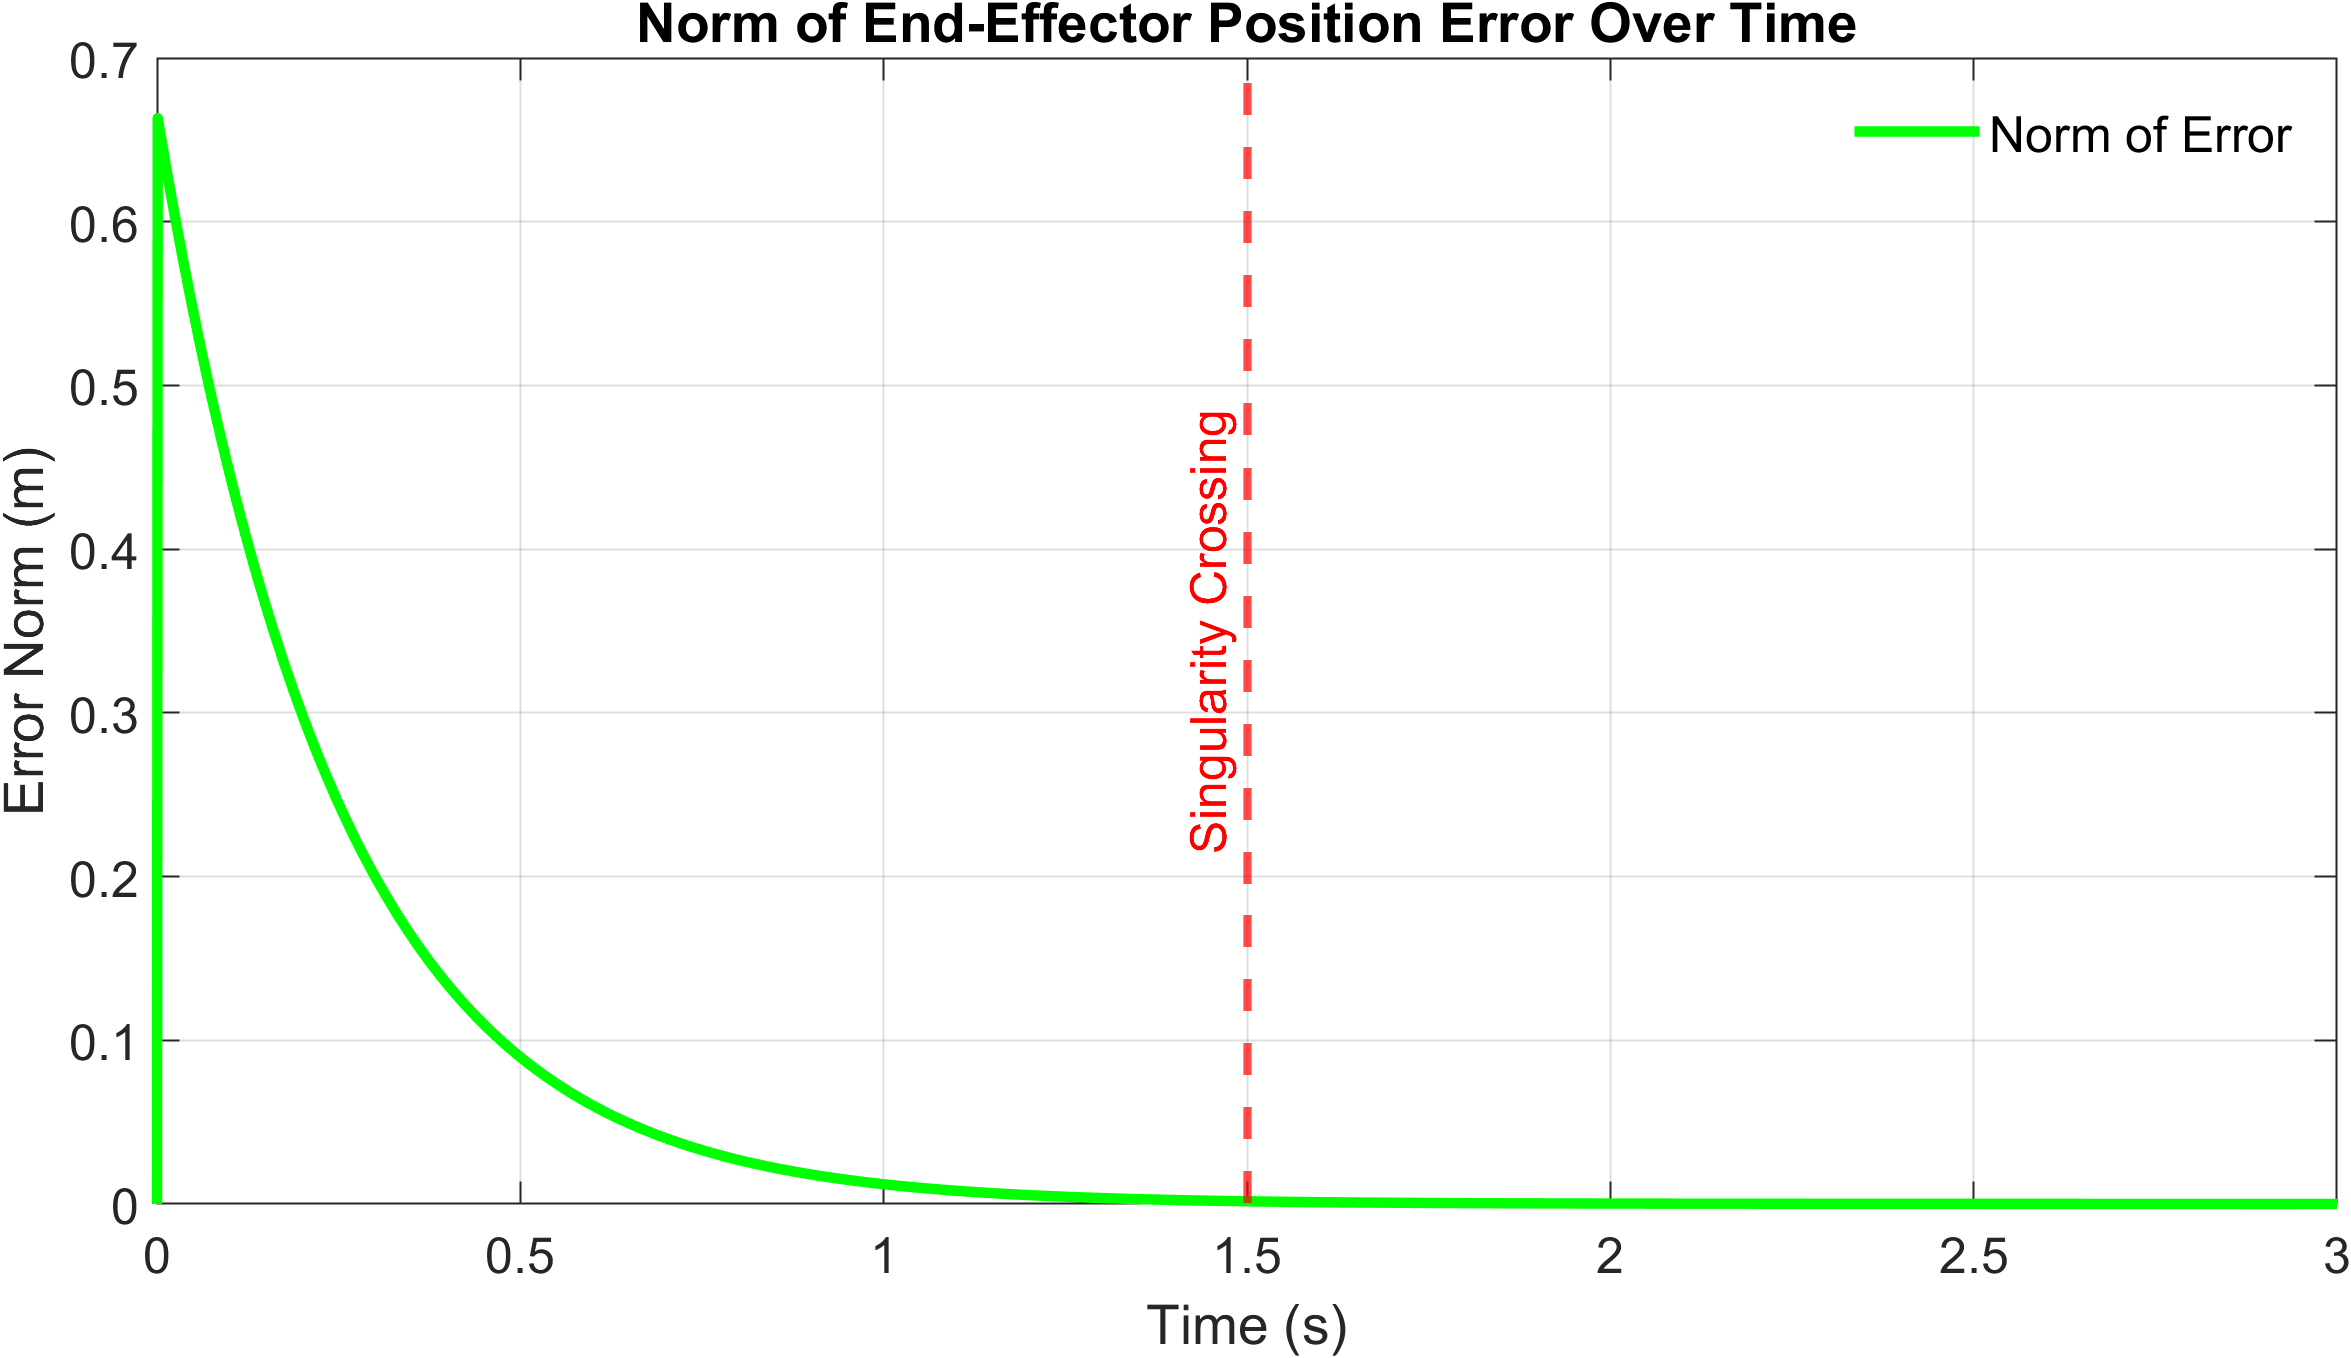 Norm of End-Effector Position Error Over Time
Norm of Error
Singularity Crossing
Error Norm (m)
0.7
0.6
0.5
0.4
0.3
0.2
0.1
0
0 0.5 1 1.5 2 2.5 3
Time (s)